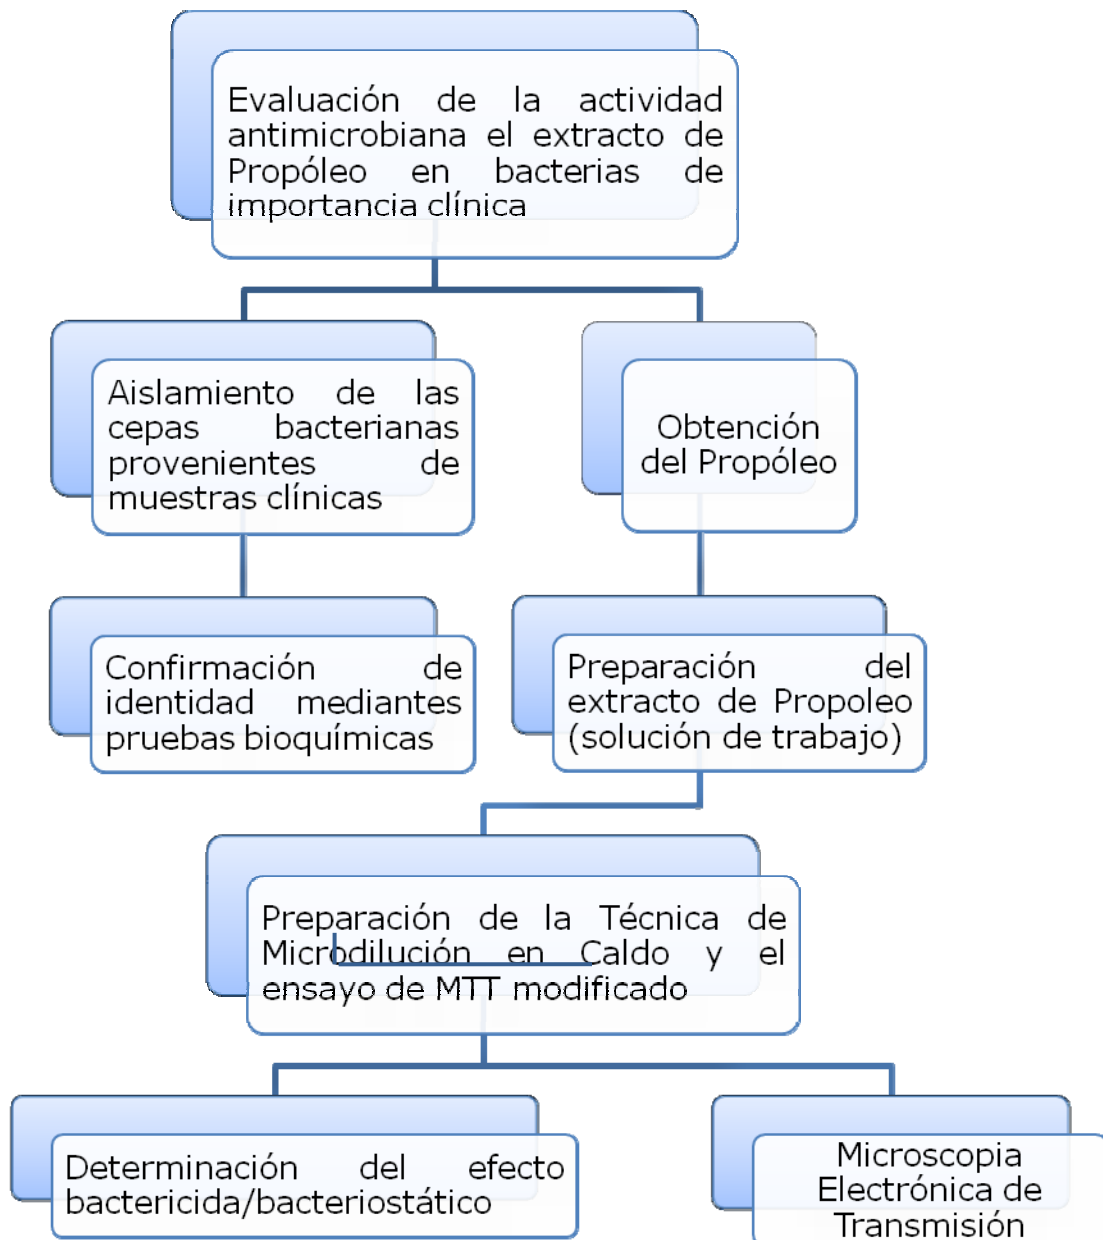 Evaluación de la actividad
antimicrobiana el extracto de
Propóleo en bacterias de
importancia clínica
Aislamiento de las
cepas bacterianas
provenientes de
muestras clínicas
Obtención
del Propóleo
Confirmación de
identidad mediantes
pruebas bioquímicas
Preparación del
extracto de Propoleo
(solución de trabajo)
Preparación de la Técnica de
Microdilución en Caldo y el
ensayo de MTT modificado
Determinación del efecto
bactericida/bacteriostático
Microscopia
Electrónica de
Transmisión